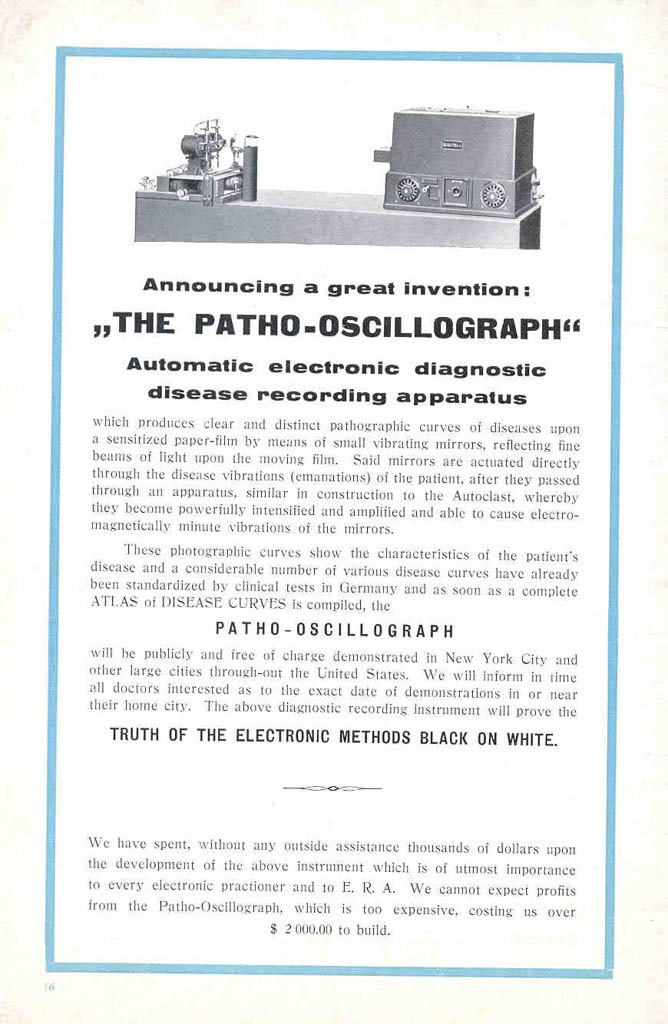 Announcing a great invention:
„THE PATHO-OSCILLOGRAPH“
Automatic electronic diagnostic
disease recording apparatus
which produces clear and distinct pathographic curves of diseases upon
a sensitized paper-film by means of small vibrating mirrors, reflecting fine
beams of light upon the moving film. Said mirrors are actuated directly
through the disease vibrations (emanations) of the patient, after they passed
through an apparatus, similar in construction to the Autoclast, whereby
they become powerfully intensified and amplified and able to cause electro-
magnetically minute vibrations of the mirrors.
These photographic curves show the characteristics of the patient's
disease and a considerable number of various disease curves have already
been standardized by clinical tests in Germany and as soon as a complete
ATLAS of DISEASE CURVES is compiled, the
PATHO-OSCILLOGRAPH
will be publicly and free of charge demonstrated in New York City and
other large cities through-out the United States. We will inform in time
all doctors interested as to the exact date of demonstrations in or near
their home city. The above diagnostic recording instrument will prove the
TRUTH OF THE ELECTRONIC METHODS BLACK ON WHITE.
We have spent, without any outside assistance thousands of dollars upon
the development of the above instrument which is of utmost importance
to every electronic practioner and to E. R. A. We cannot expect profits
from the Patho-Oscillograph, which is too expensive, costing us over
$ 2 000.00 to build.